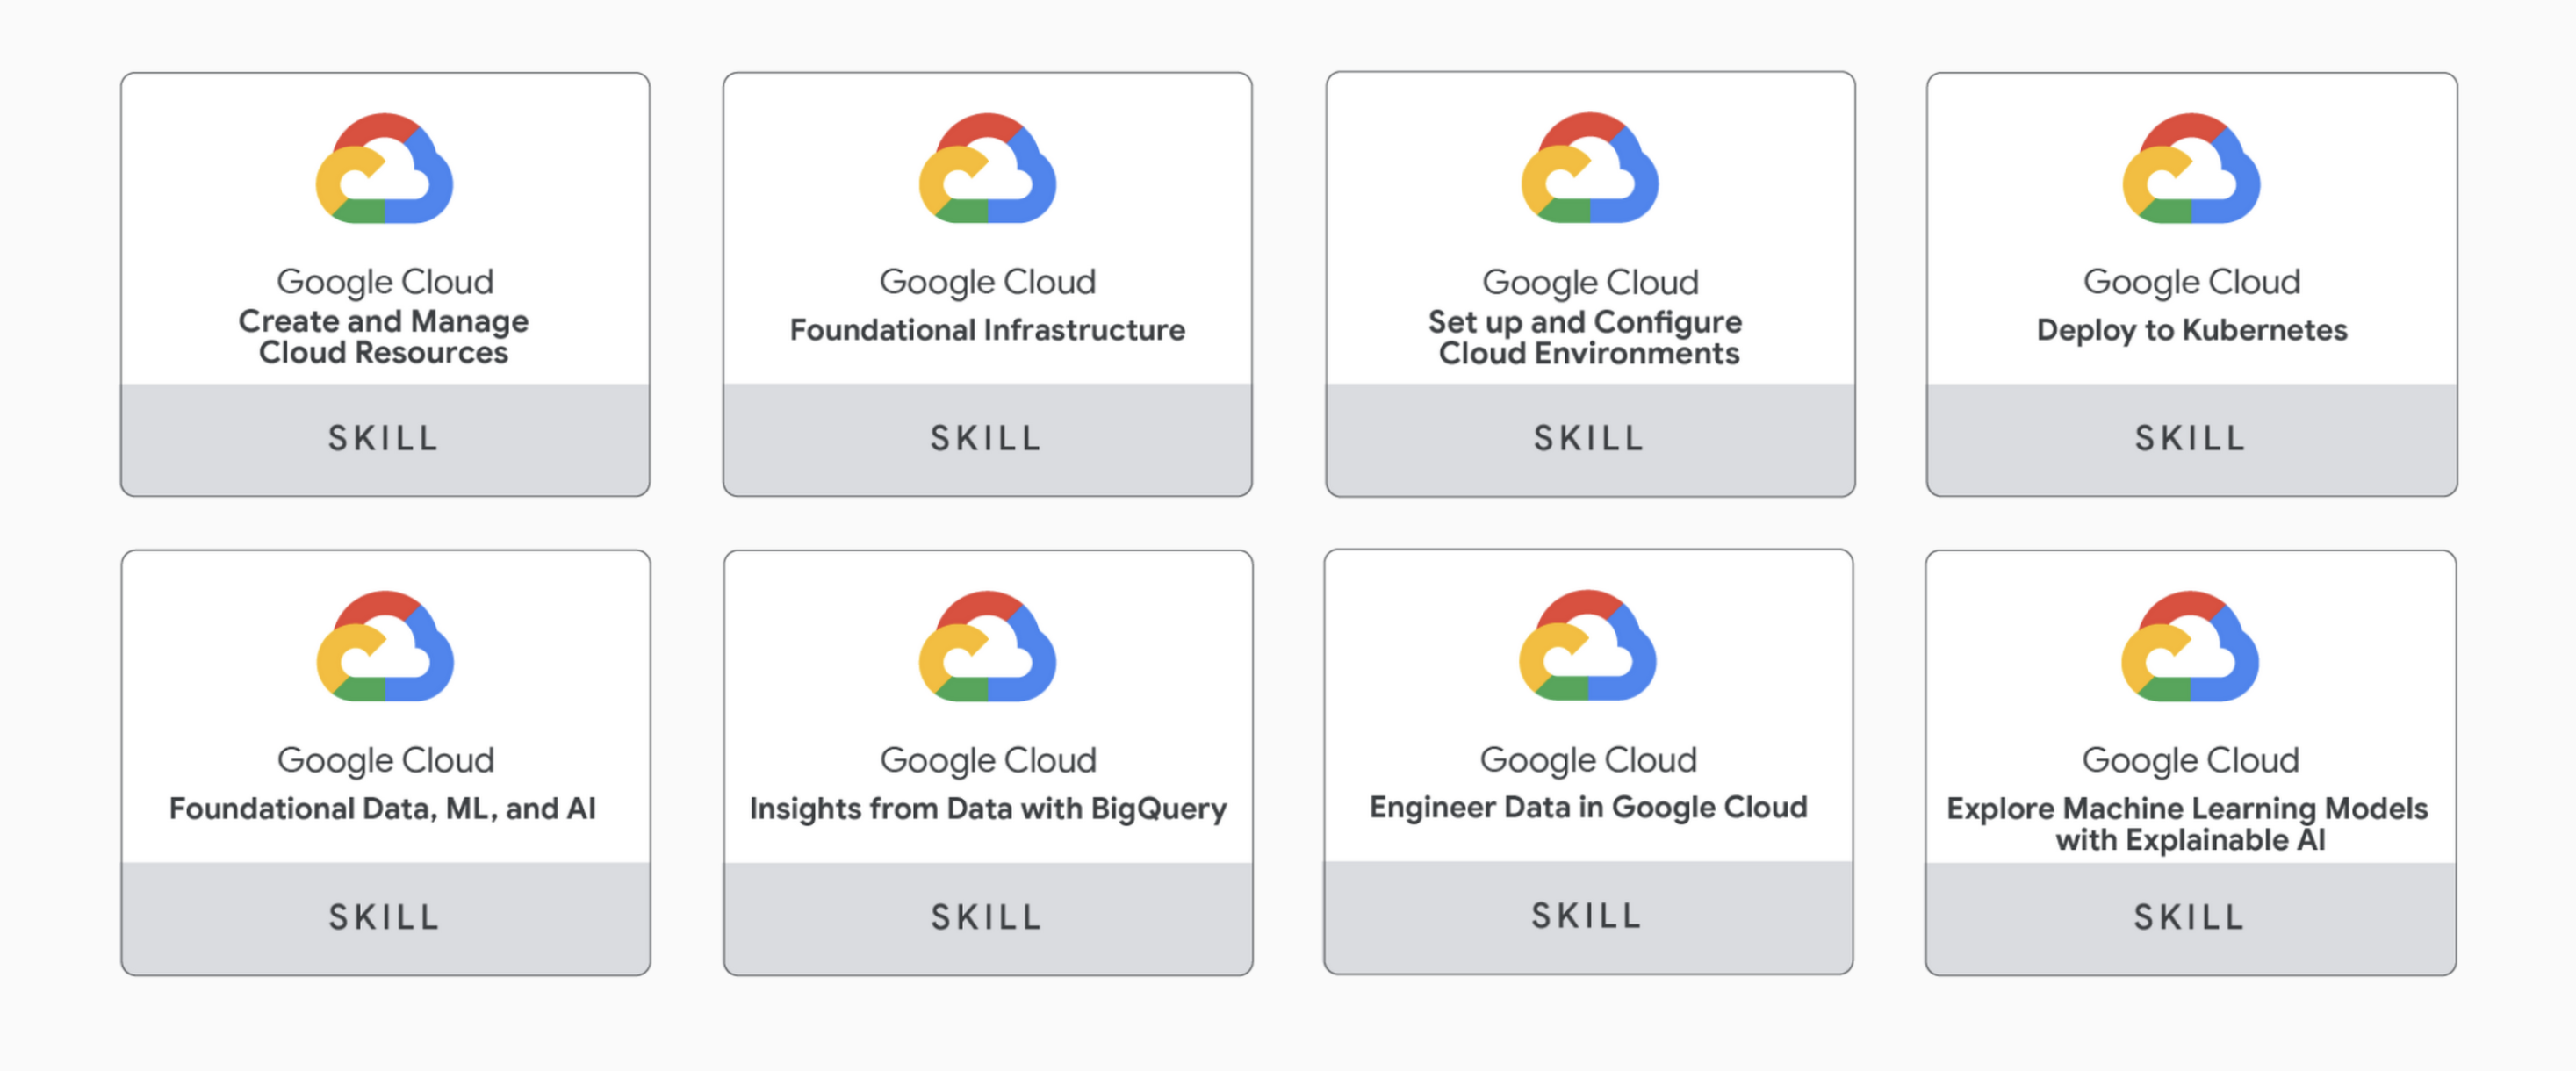 Google Cloud
Create and Manage
Cloud Resources
SKILL
Google Cloud
Foundational Infrastructure
SKILL
Google Cloud
Set up and Configure
Cloud Environments
SKILL
Google Cloud
Deploy to Kubernetes
SKILL
Google Cloud
Foundational Data, ML, and AI
SKILL
Google Cloud
Insights from Data with BigQuery
SKILL
Google Cloud
Engineer Data in Google Cloud
SKILL
Google Cloud
Explore Machine Learning Models
with Explainable AI
SKILL